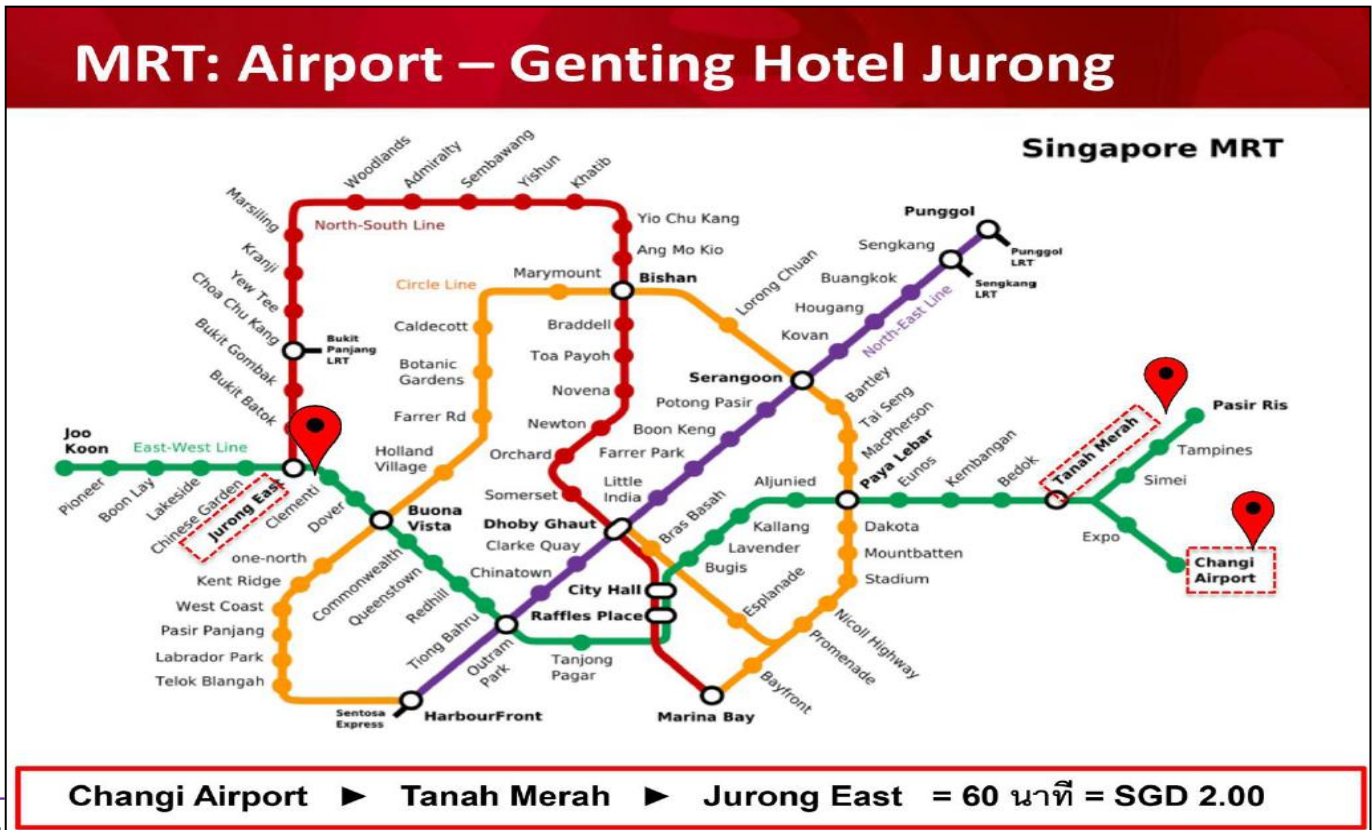 MRT: Airport – Genting Hotel Jurong
Singapore MRT
Woodlands
Admiralty
Sembawang
Yishun
Khatib
Marsiling
North-South Line
Kranji
Yew Tee
Choa Chu Kang
Bukit
Panjang
LRT
Bukit Gombak
Bukit Batok
Yio Chu Kang
Ang Mo Kio
Bishan
Marymount
Circle Line
Caldecott
Botanic
Gardens
Farrer Rd
Holland
Village
Braddell
Toa Payoh
Novena
Newton
Orchard
Somerset
Dhoby Ghaut
Punggol
Punggol
LRT
Sengkang
Sengkang
LRT
Buangkok
Hougang
Kovan
North-East Line
Lorong Chuan
Serangoon
Potong Pasir
Boon Keng
Farrer Park
Little
India
Bartley
Tai Seng
MacPherson
Paya Lebar
Eunos
Kembangan
Bedok
Tanah Merah
Pasir Ris
Tampines
Simei
Expo
Changi
Airport
Joo
Koon
East-West Line
Pioneer
Boon Lay
Lakeside
Chinese Garden
Jurong East
Clementi
Dover
Buona
Vista
one-north
Kent Ridge
West Coast
Pasir Panjang
Labrador Park
Telok Blangah
Commonwealth
Queenstown
Redhill
Tiong Bahru
Outram
Park
Clarke Quay
Chinatown
City Hall
Raffles Place
Tanjong
Pagar
Bras Basah
Aljunied
Kallang
Lavender
Bugis
Esplanade
Dakota
Mountbatten
Stadium
Nicoll Highway
Promenade
Bayfront
Marina Bay
Sentosa
Express
HarbourFront
Changi Airport ► Tanah Merah ► Jurong East = 60 นาที = SGD 2.00